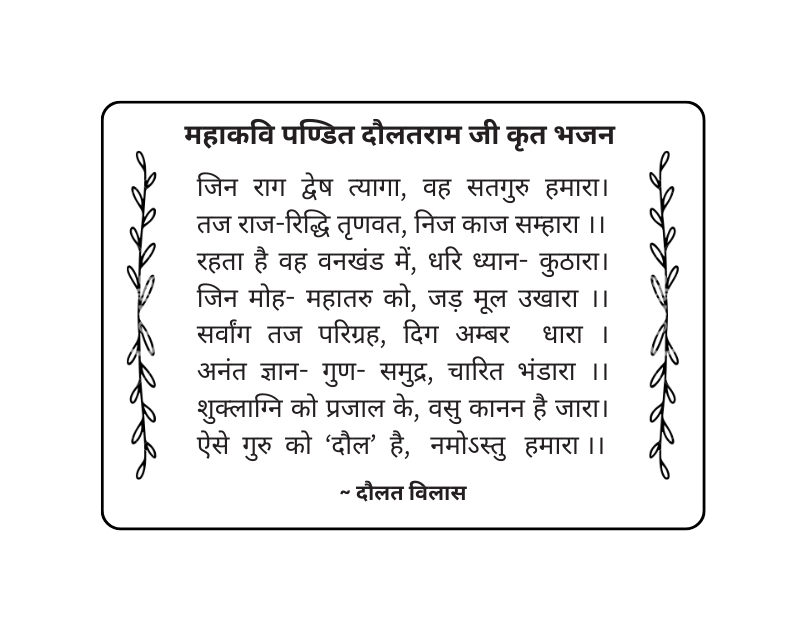 महाकवि पण्डित दौलतराम जी कृत भजन
जिन राग द्वेष त्यागा, वह सतगुरु हमारा।
तज राज-रिद्धि तृणवत, निज काज सम्हारा ।।
रहता है वह वनखंड में, धरि ध्यान- कुठारा।
जिन मोह- महातरु को, जड़ मूल उखारा ।।
सर्वांग तज परिग्रह, दिग अम्बर धारा ।
अनंत ज्ञान- गुण- समुद्र, चारित भंडारा ।।
शुक्लाग्नि को प्रजाल के, वसु कानन है जारा।
ऐसे गुरु को ‘दौल’ है, नमोऽस्तु हमारा ।।
~ दौलत विलास